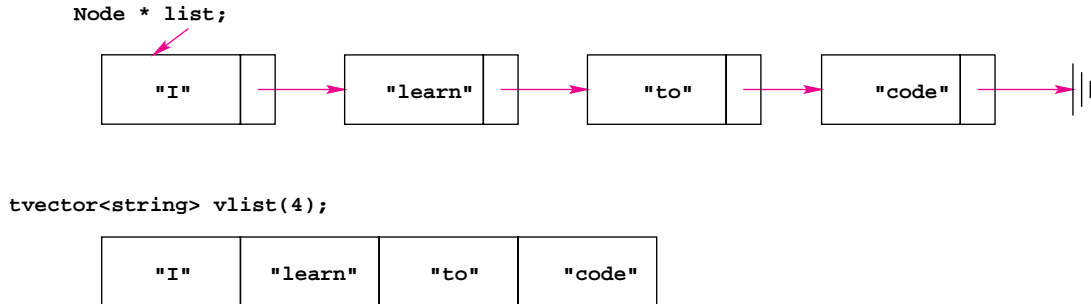 Node * list;
"I" "learn" "to" "code"
tvector<string> vlist(4);
"I" "learn" "to" "code"